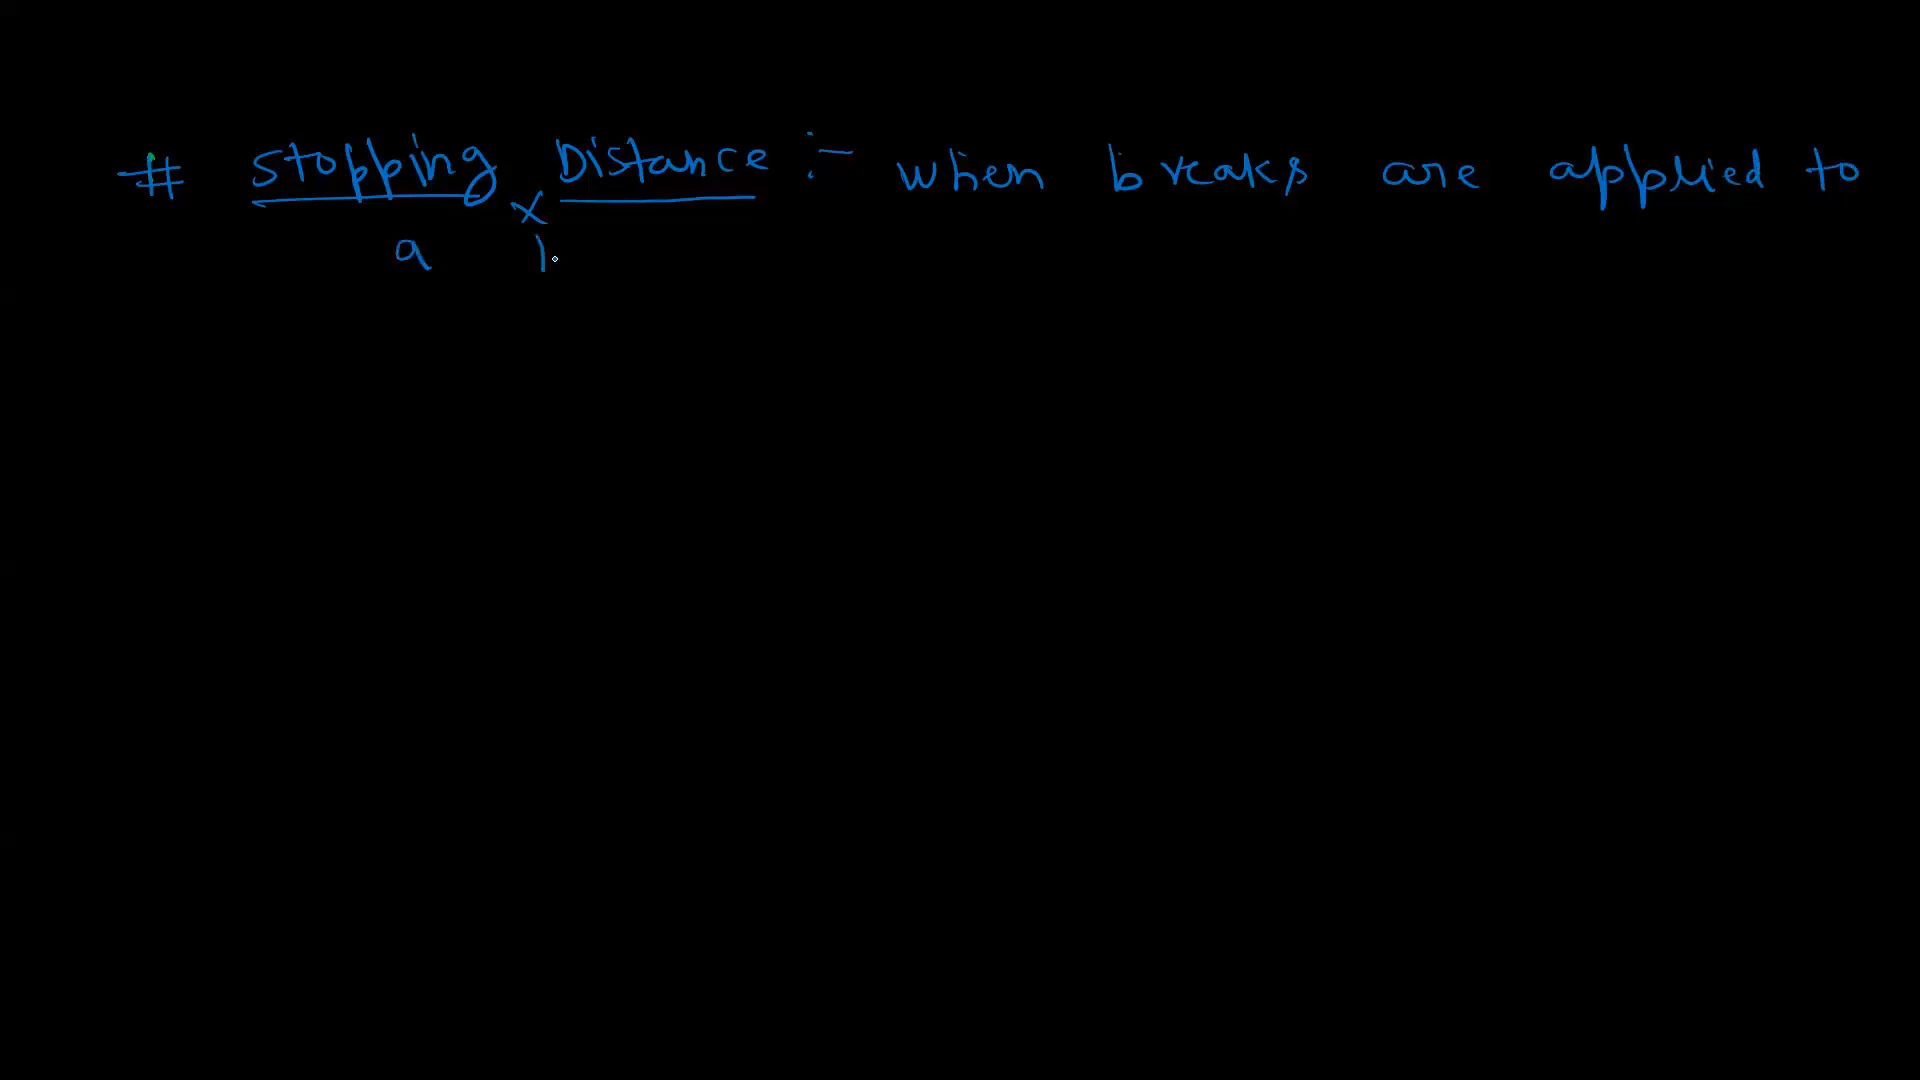 # Stopping Distance :- when breaks are applied to
x
a